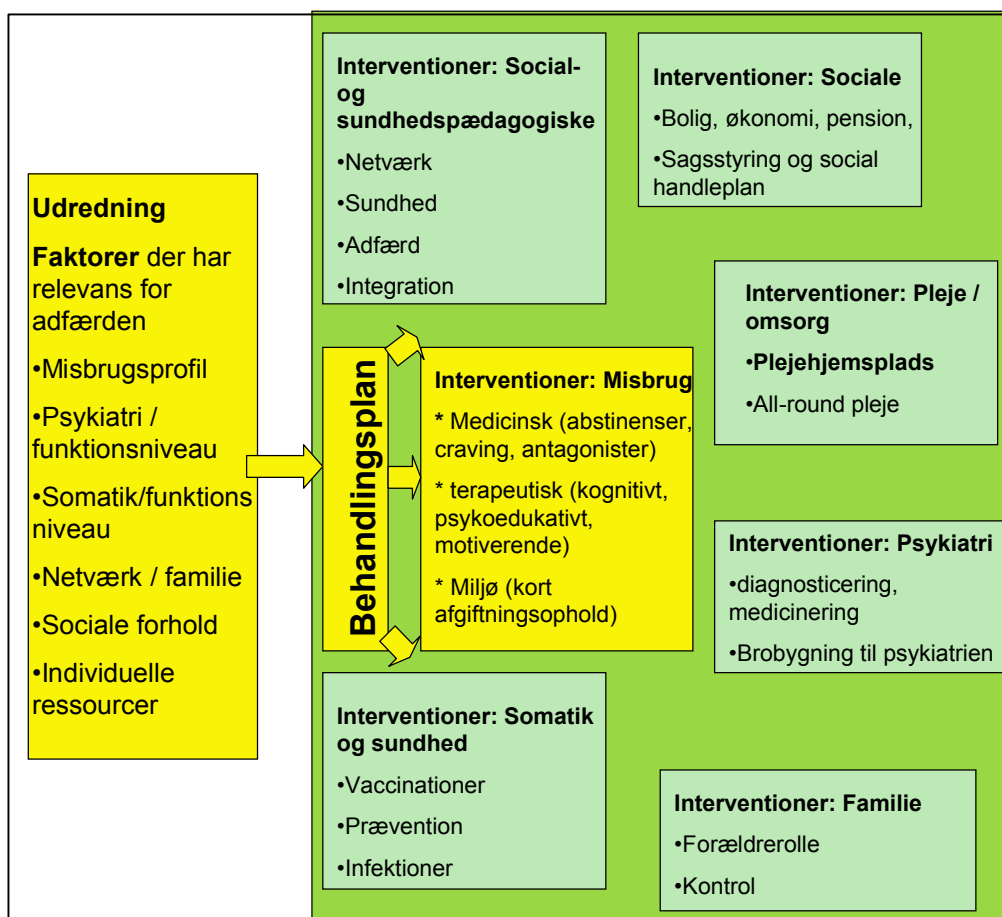 Udredning
Faktorer der har
relevans for
adfærden
•Misbrugsprofil
•Psykiatri /
funktionsniveau
•Somatik/funktions
niveau
•Netværk / familie
•Sociale forhold
•Individuelle
ressourcer
Behandlingsplan
Interventioner: Social-
og
sundhedspædagogiske
•Netværk
•Sundhed
•Adfærd
•Integration
Interventioner: Misbrug
* Medicinsk (abstinenser,
craving, antagonister)
* terapeutisk (kognitivt,
psykoedukativt,
motiverende)
* Miljø (kort
afgiftningsophold)
Interventioner: Somatik
og sundhed
•Vaccinationer
•Prævention
•Infektioner
Interventioner: Sociale
•Bolig, økonomi, pension,
•Sagsstyring og social
handleplan
Interventioner: Pleje /
omsorg
•Plejehjemsplads
•All-round pleje
Interventioner: Psykiatri
•diagnosticering,
medicinering
•Brobygning til psykiatrien
Interventioner: Familie
•Forældrerolle
•Kontrol